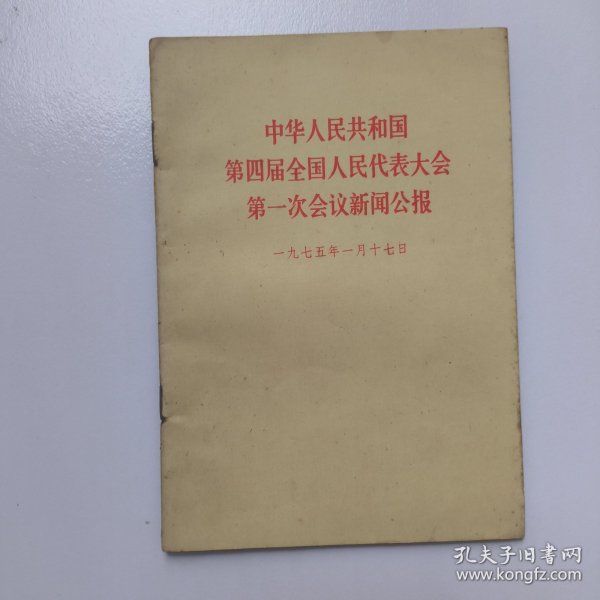 中华人民共和国
第四届全国人民代表大会
第一次会议新闻公报
一九七五年一月十七日
孔夫子旧书网
www.kongfz.com